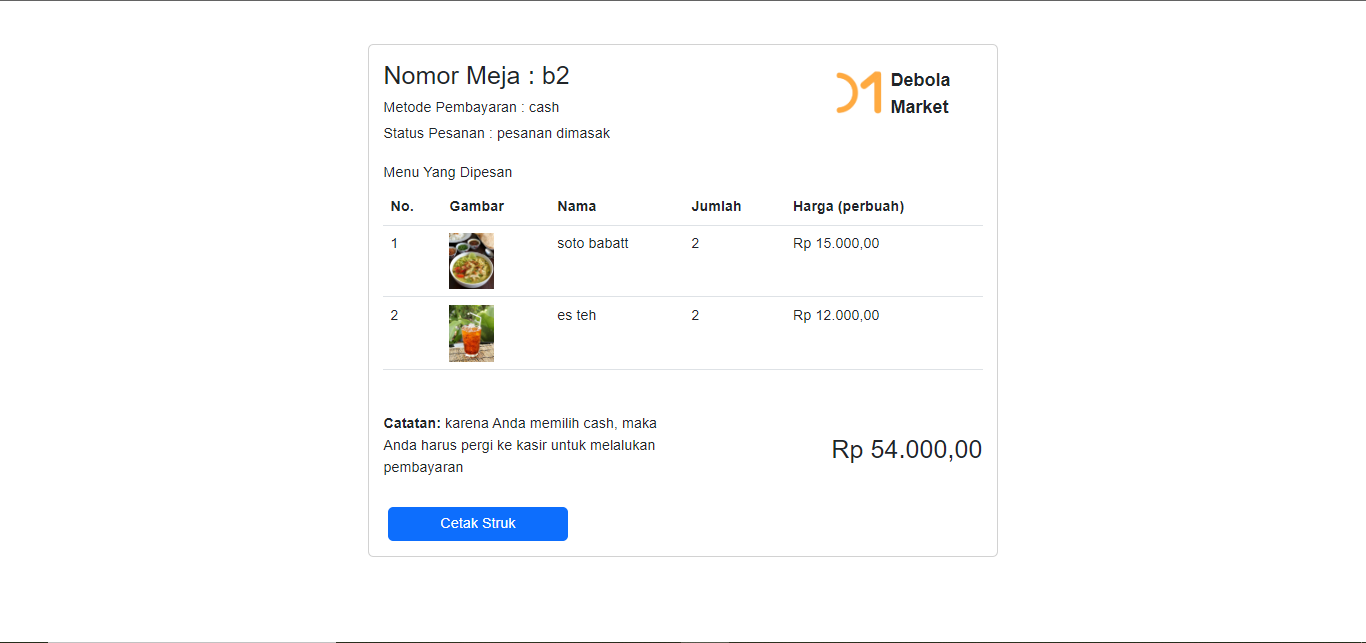 Nomor Meja : b2
Metode Pembayaran : cash
Status Pesanan : pesanan dimasak
Debola
Market
Menu Yang Dipesan
No. Gambar Nama Jumlah Harga (perbuah)
1 soto babatt 2 Rp 15.000,00
2 es teh 2 Rp 12.000,00
Catatan: karena Anda memilih cash, maka
Anda harus pergi ke kasir untuk melalukan
pembayaran
Rp 54.000,00
Cetak Struk